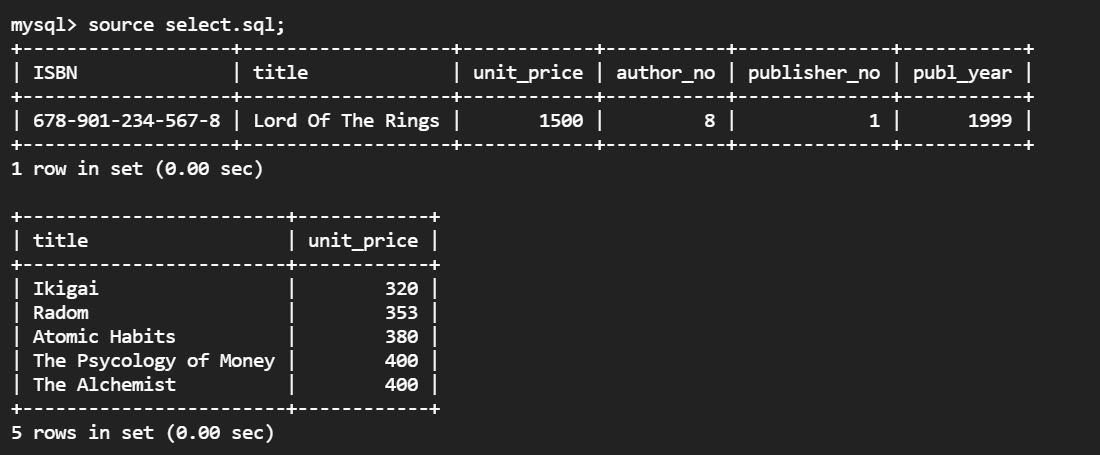 mysql> source select.sql;
+-------------------+-------------------+------------+-----------+--------------+-----------+
| ISBN              | title             | unit_price | author_no | publisher_no | publ_year |
+-------------------+-------------------+------------+-----------+--------------+-----------+
| 678-901-234-567-8 | Lord Of The Rings |       1500 |         8 |            1 |      1999 |
+-------------------+-------------------+------------+-----------+--------------+-----------+
1 row in set (0.00 sec)

+------------------------+------------+
| title                  | unit_price |
+------------------------+------------+
| Ikigai                 |        320 |
| Radom                  |        353 |
| Atomic Habits          |        380 |
| The Psycology of Money |        400 |
| The Alchemist          |        400 |
+------------------------+------------+
5 rows in set (0.00 sec)